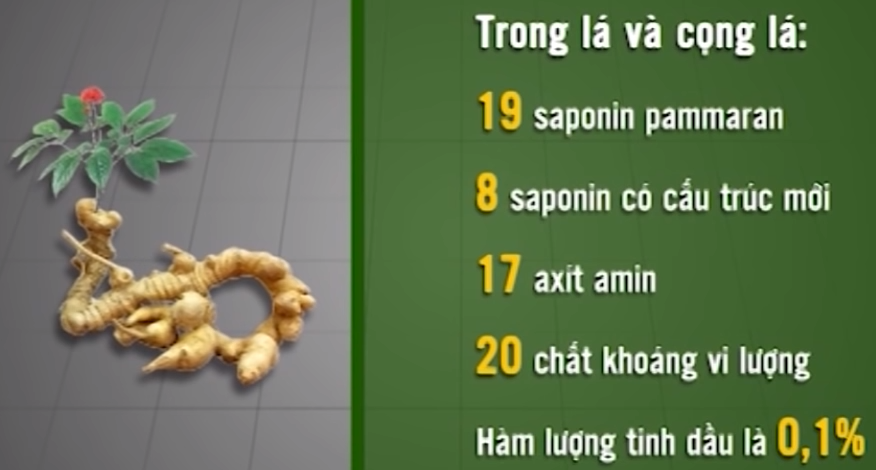 Trong lá và cọng lá:
19 saponin pammaran
8 saponin có cấu trúc mới
17 axít amin
20 chất khoáng vi lượng
Hàm lượng tinh dầu là 0,1%